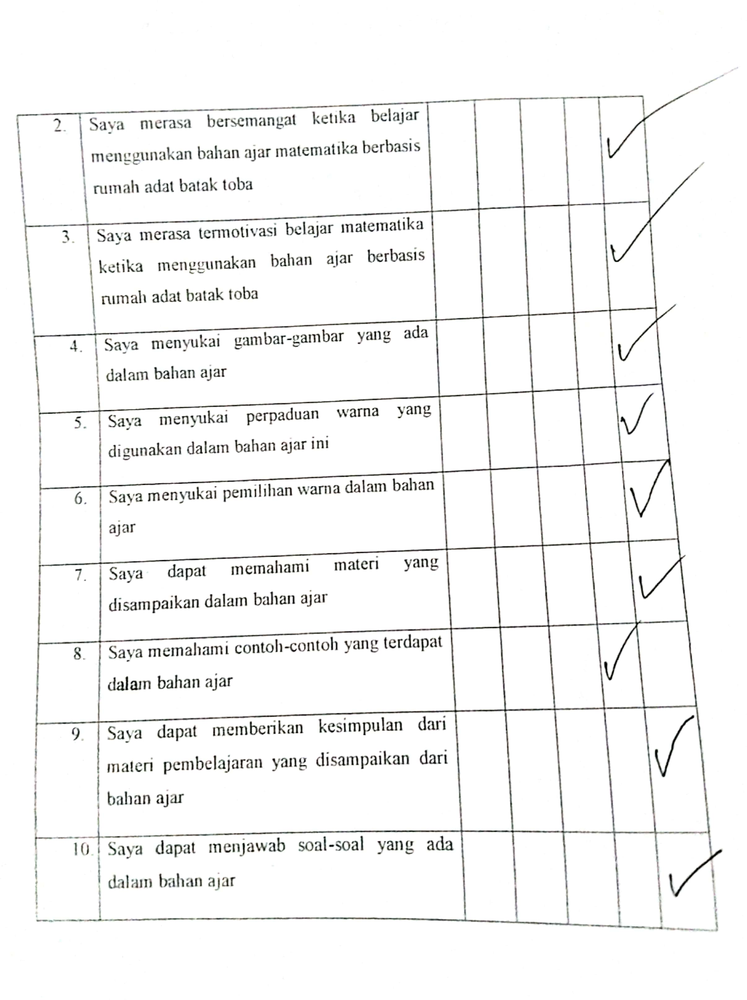 2. Saya merasa bersemangat ketika belajar
menggunakan bahan ajar matematika berbasis
rumah adat batak toba
3. Saya merasa termotivasi belajar matematika
ketika menggunakan bahan ajar berbasis
rumah adat batak toba
4. Saya menyukai gambar-gambar yang ada
dalam bahan ajar
5. Saya menyukai perpaduan warna yang
digunakan dalam bahan ajar ini
6. Saya menyukai pemilihan warna dalam bahan
ajar
7. Saya dapat memahami materi yang
disampaikan dalam bahan ajar
8. Saya memahami contoh-contoh yang terdapat
dalam bahan ajar
9. Saya dapat memberikan kesimpulan dari
materi pembelajaran yang disampaikan dari
bahan ajar
10. Saya dapat menjawab soal-soal yang ada
dalam bahan ajar